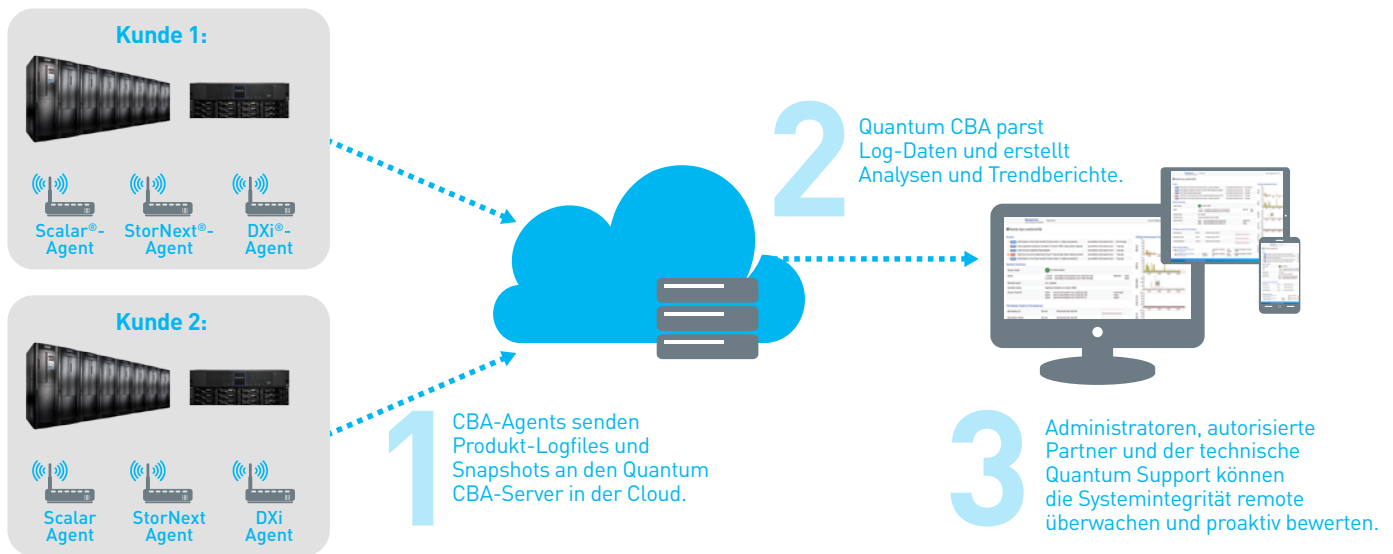 Kunde 1:
Scalar®-
Agent
StorNext®-
Agent
DXi®-
Agent
Kunde 2:
Scalar
Agent
StorNext
Agent
DXi
Agent
1
CBA-Agents senden
Produkt-Logfiles und
Snapshots an den Quantum
CBA-Server in der Cloud.
2
Quantum CBA parst
Log-Daten und erstellt
Analysen und Trendberichte.
3
Administratoren, autorisierte
Partner und der technische
Quantum Support können
die Systemintegrität remote
überwachen und proaktiv bewerten.